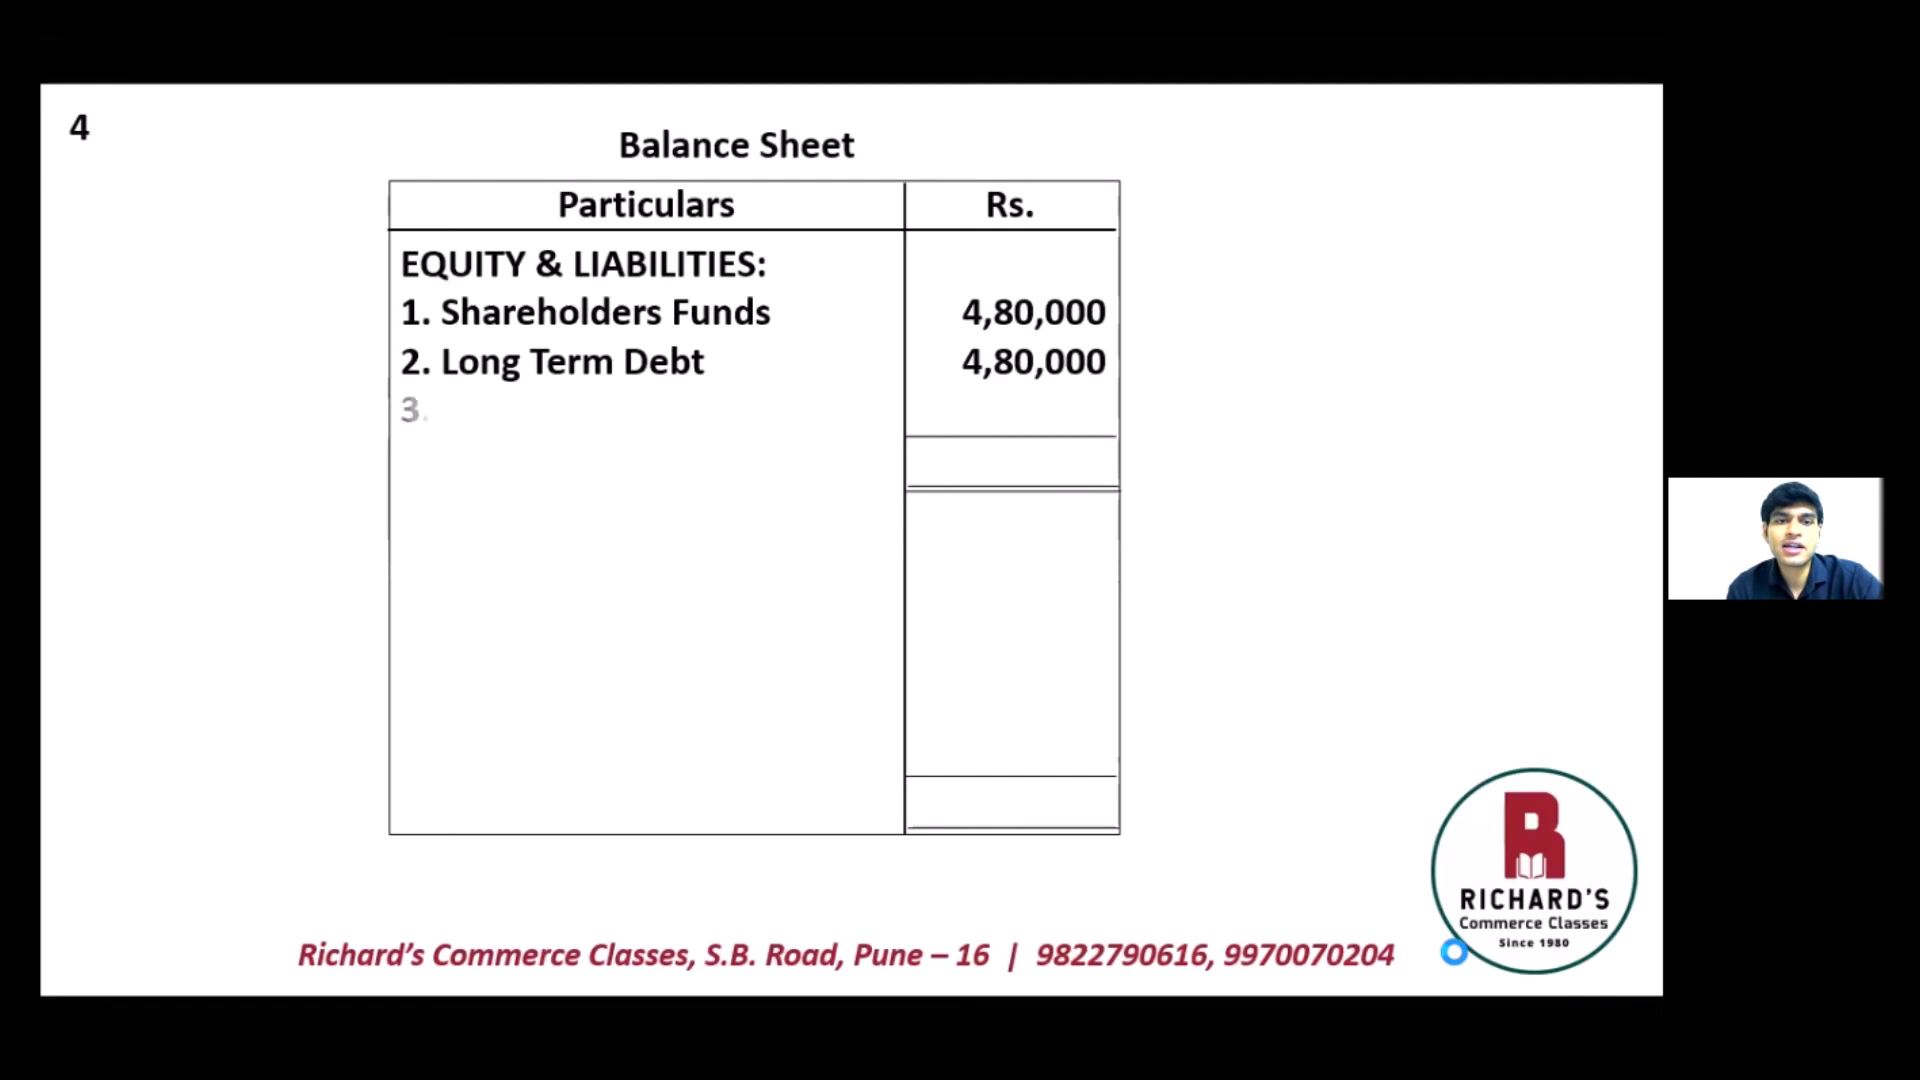 4
Balance Sheet
Particulars Rs.
EQUITY & LIABILITIES:
1. Shareholders Funds 4,80,000
2. Long Term Debt 4,80,000
3.
R
RICHARD'S
Commerce Classes
Since 1980
Richard's Commerce Classes, S.B. Road, Pune – 16 | 9822790616, 9970070204